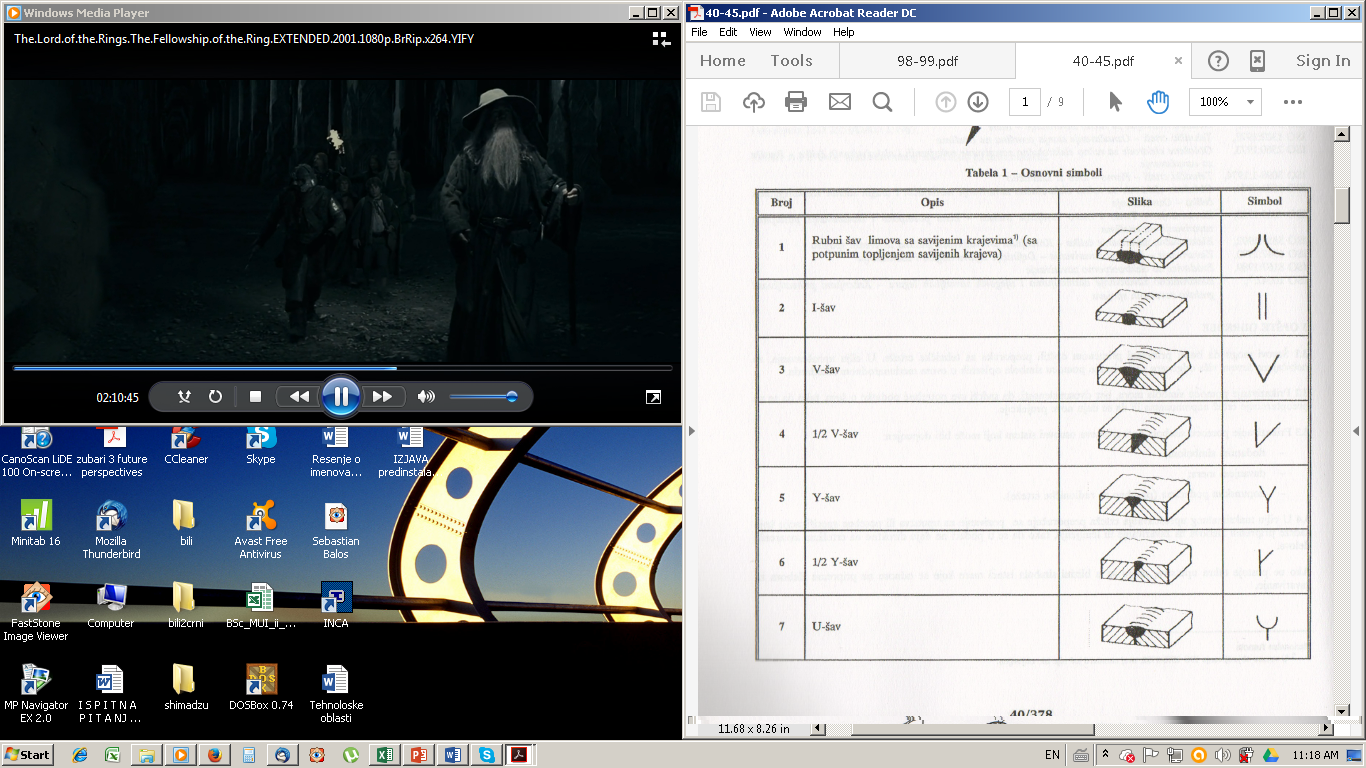 Windows Media Player
The.Lord.of.the.Rings.The.Fellowship.of.the.Ring.EXTENDED.2001.1080p.BrRip.x264.YIFY
02:10:45
CanoScan LiDE
100 On-scre...
zubari 3 future
perspectives
CCleaner
Skype
Resenje o
imenova...
IZJAVA
predinstala...
Minitab 16
Mozilla
Thunderbird
bili
Avast Free
Antivirus
Sebastian
Balos
FastStone
Image Viewer
Computer
bili2crni
BSc_MUI_ii_...
INCA
MP Navigator
EX 2.0
I S P I T N A
P I T A N J ...
shimadzu
DOSBox 0.74
Tehnoloske
oblasti
40-45.pdf - Adobe Acrobat Reader DC
File Edit View Window Help
Home Tools 98-99.pdf 40-45.pdf Sign In
1 / 9 100%
Tabela 1 – Osnovni simboli
Broj Opis Slika Simbol
1 Rubni šav limova sa savijenim krajevima¹⁾ (sa
potpunim topljenjem savijenih krajeva)
2 I-šav
3 V-šav
4 1/2 V-šav
5 Y-šav
6 1/2 Y-šav
7 U-šav
40/378
11.68 x 8.26 in
Start
EN
11:18 AM